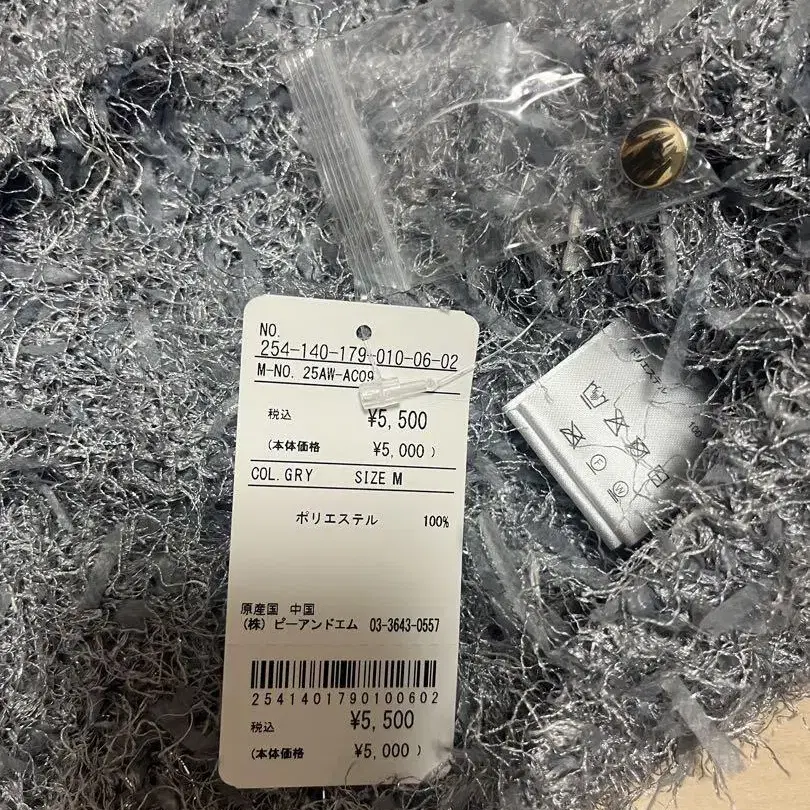 NO.
254-140-179-010-06-02
M-NO. 25AW-AC09
税込 ¥5,500
(本体価格 ¥5,000 )
COL. GRY SIZE M
ポリエステル 100%
原産国 中国
(株) ピーアンドエム 03-3643-0557
2541401790100602
税込 ¥5,500
(本体価格 ¥5,000 )
ポリエステル 100